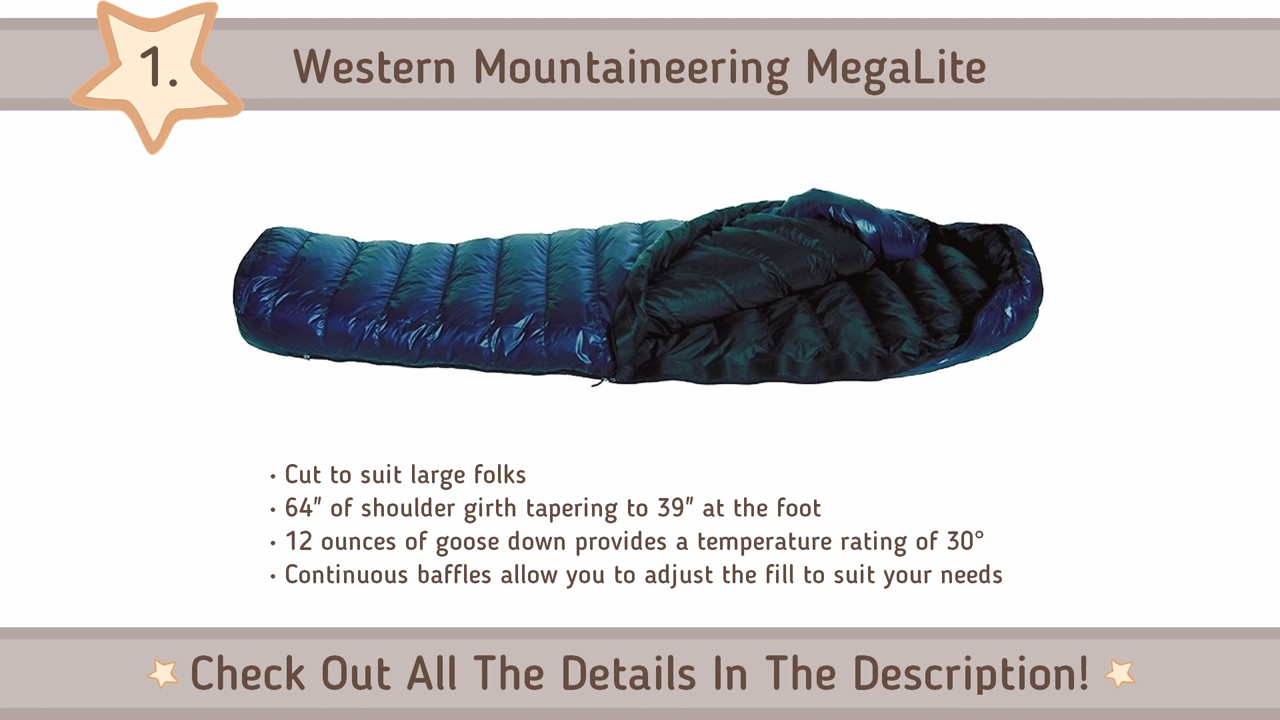 1.
Western Mountaineering MegaLite
• Cut to suit large folks
• 64" of shoulder girth tapering to 39" at the foot
• 12 ounces of goose down provides a temperature rating of 30°
• Continuous baffles allow you to adjust the fill to suit your needs
Check Out All The Details In The Description!